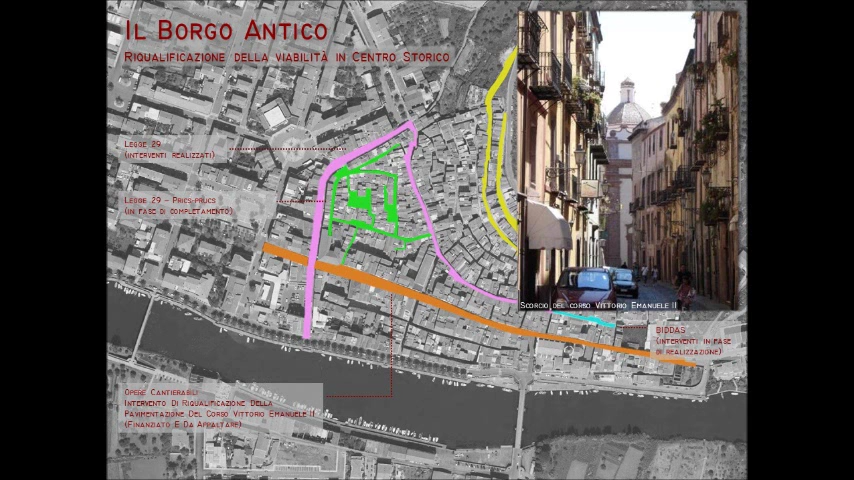 Il Borgo Antico
Riqualificazione della viabilità in Centro Storico
Legge 29
(interventi realizzati)
Legge 29 - Prics-prucs
(in fase di completamento)
Scorcio del corso Vittorio Emanuele II
BIDDAS
(interventi in fase
di realizzazione)
Opere Cantierabili
Intervento Di Riqualificazione Della
Pavimentazione Del Corso Vittorio Emanuele II
(Finanziato E Da Appaltare)